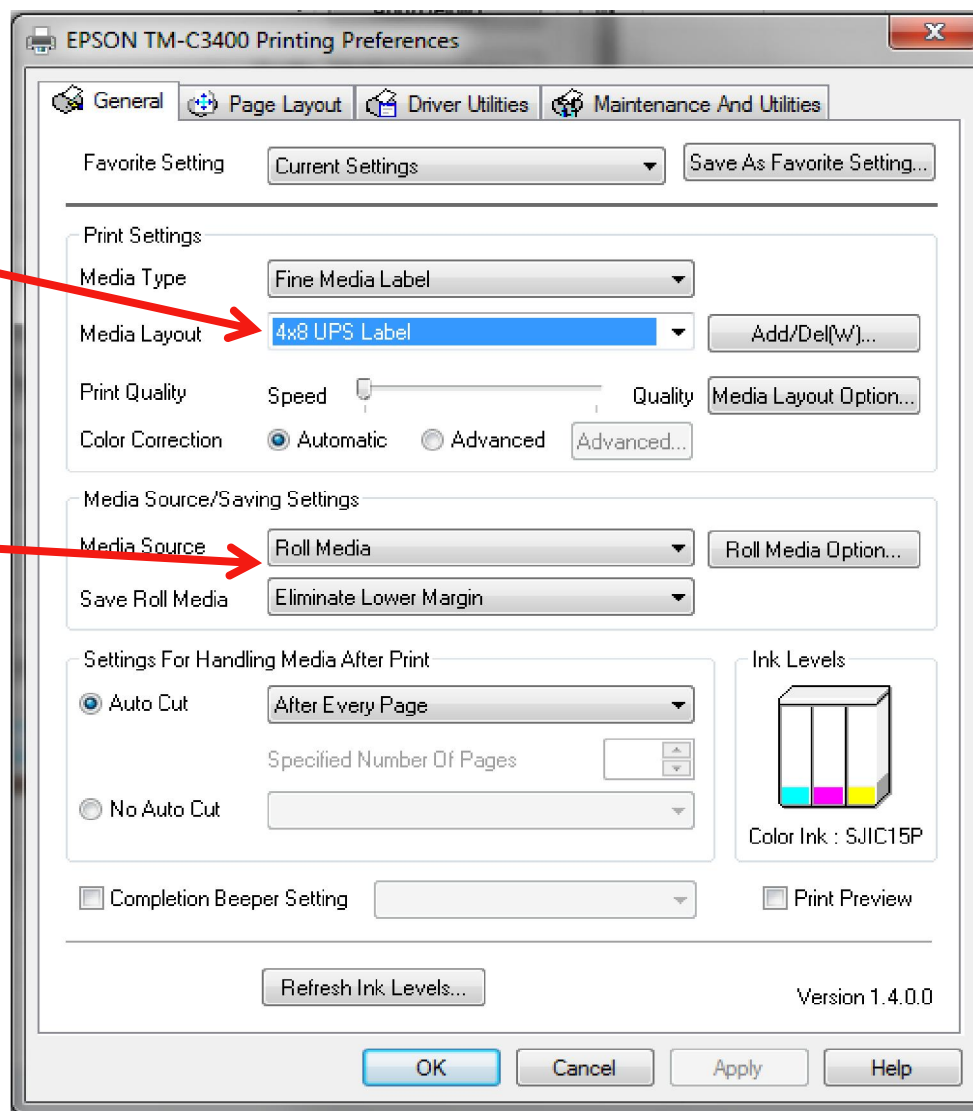 EPSON TM-C3400 Printing Preferences
General Page Layout Driver Utilities Maintenance And Utilities
Favorite Setting Current Settings Save As Favorite Setting...
Print Settings
Media Type Fine Media Label
Media Layout 4x8 UPS Label Add/Del(W)...
Print Quality Speed Quality Media Layout Option...
Color Correction Automatic Advanced Advanced...
Media Source/Saving Settings
Media Source Roll Media Roll Media Option...
Save Roll Media Eliminate Lower Margin
Settings For Handling Media After Print Ink Levels
Auto Cut After Every Page
Specified Number Of Pages
No Auto Cut
Color Ink : SJIC15P
Completion Beeper Setting Print Preview
Refresh Ink Levels... Version 1.4.0.0
OK Cancel Apply Help